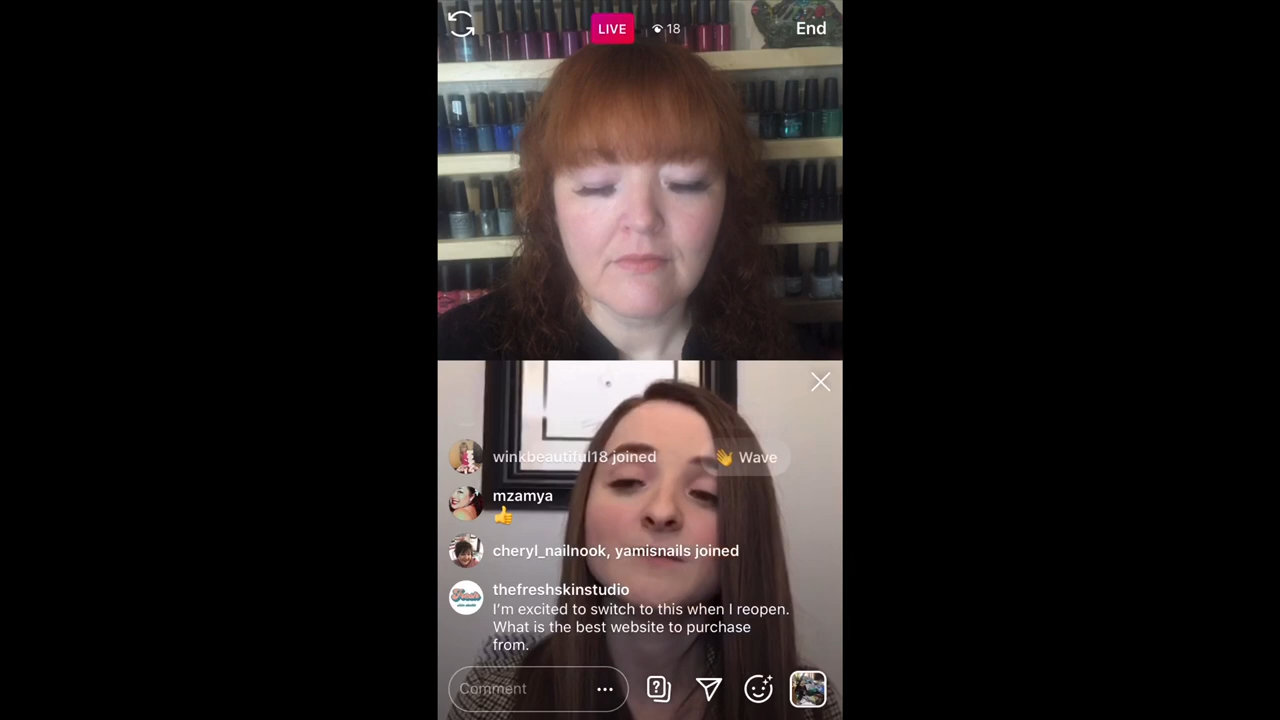 LIVE
18
End
winkbeautiful18 joined
Wave
mzamya
cheryl_nailnook, yamisnails joined
thefreshskinstudio
I'm excited to switch to this when I reopen.
What is the best website to purchase
from.
Comment